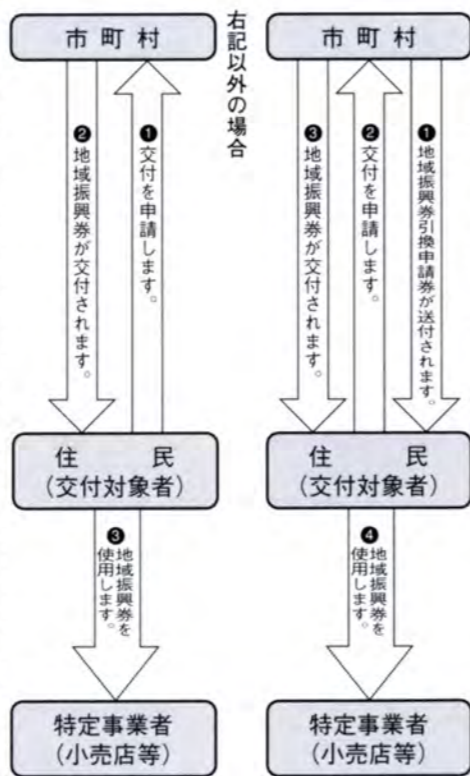 市町村
❶地域振興券引換申請券が送付されます。
❷交付を申請します。
❸地域振興券が交付されます。
住民
(交付対象者)
❹地域振興券を
使用します。
特定事業者
(小売店等)
右記以外の場合
市町村
❶交付を申請します。
❷地域振興券が交付されます。
住民
(交付対象者)
❸地域振興券を
使用します。
特定事業者
(小売店等)